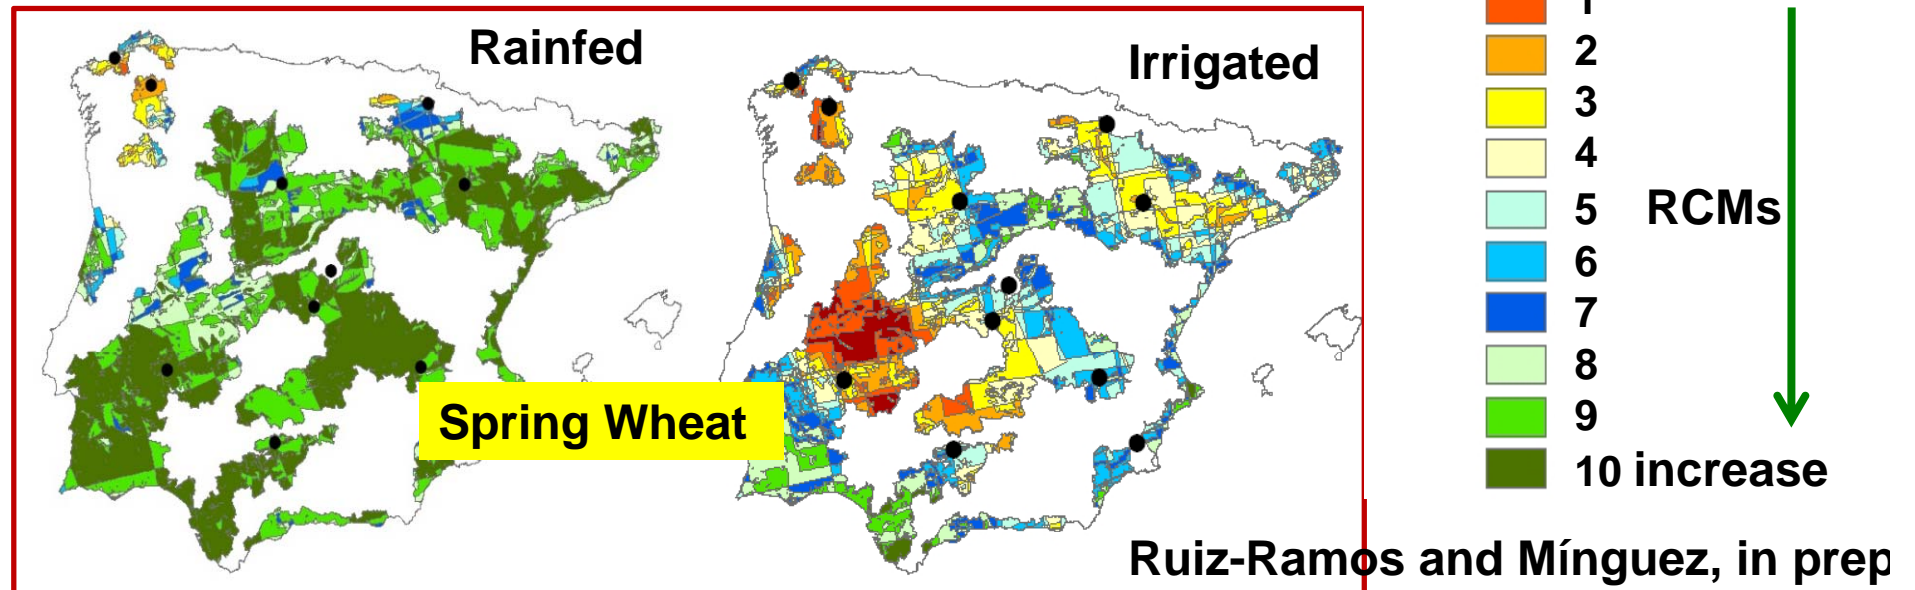 Rainfed
Irrigated
Spring Wheat
1
2
3
4
5
6
7
8
9
10 increase
RCMs
Ruiz-Ramos and Mínguez, in prep